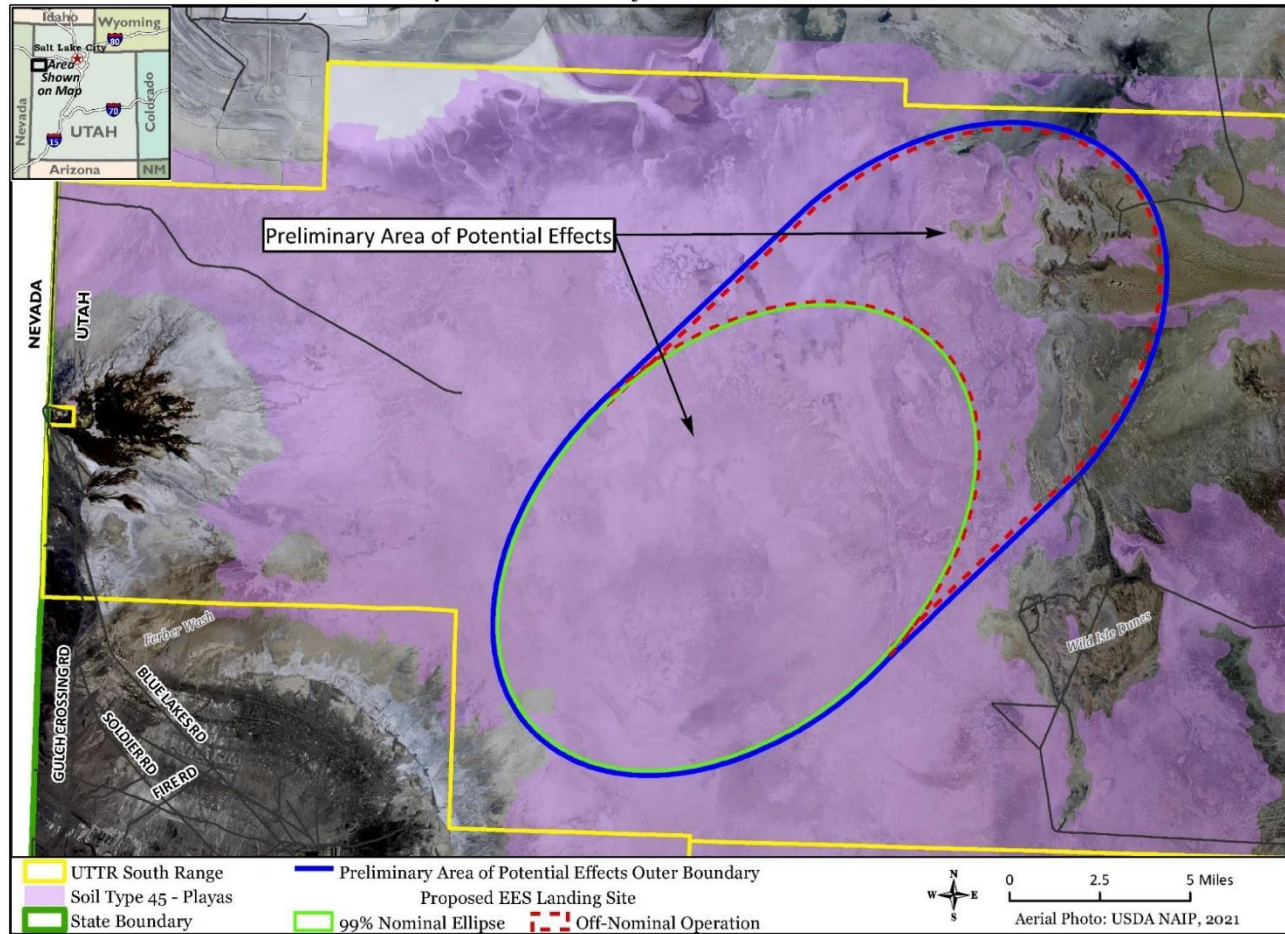 Idaho
Wyoming
80
Salt Lake City
Area
Shown
on Map
Nevada
Colorado
70
UTAH
15
Arizona
NM
Preliminary Area of Potential Effects
NEVADA
UTAH
Ferber Wash
Wild Isle Dunes
GULCH CROSSING RD
BLUE LAKES RD
SOLDIER RD
FIRE RD
UTTR South Range
Soil Type 45 - Playas
State Boundary
Preliminary Area of Potential Effects Outer Boundary
Proposed EES Landing Site
99% Nominal Ellipse
Off-Nominal Operation
N
W E
S
0 2.5 5 Miles
Aerial Photo: USDA NAIP, 2021